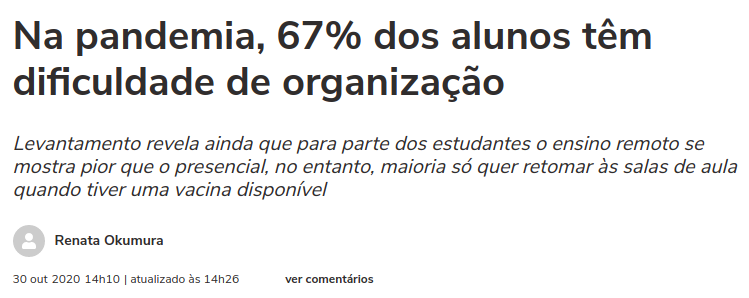 Na pandemia, 67% dos alunos têm
dificuldade de organização
Levantamento revela ainda que para parte dos estudantes o ensino remoto se
mostra pior que o presencial, no entanto, maioria só quer retomar às salas de aula
quando tiver uma vacina disponível
Renata Okumura
30 out 2020 14h10 | atualizado às 14h26
ver comentários